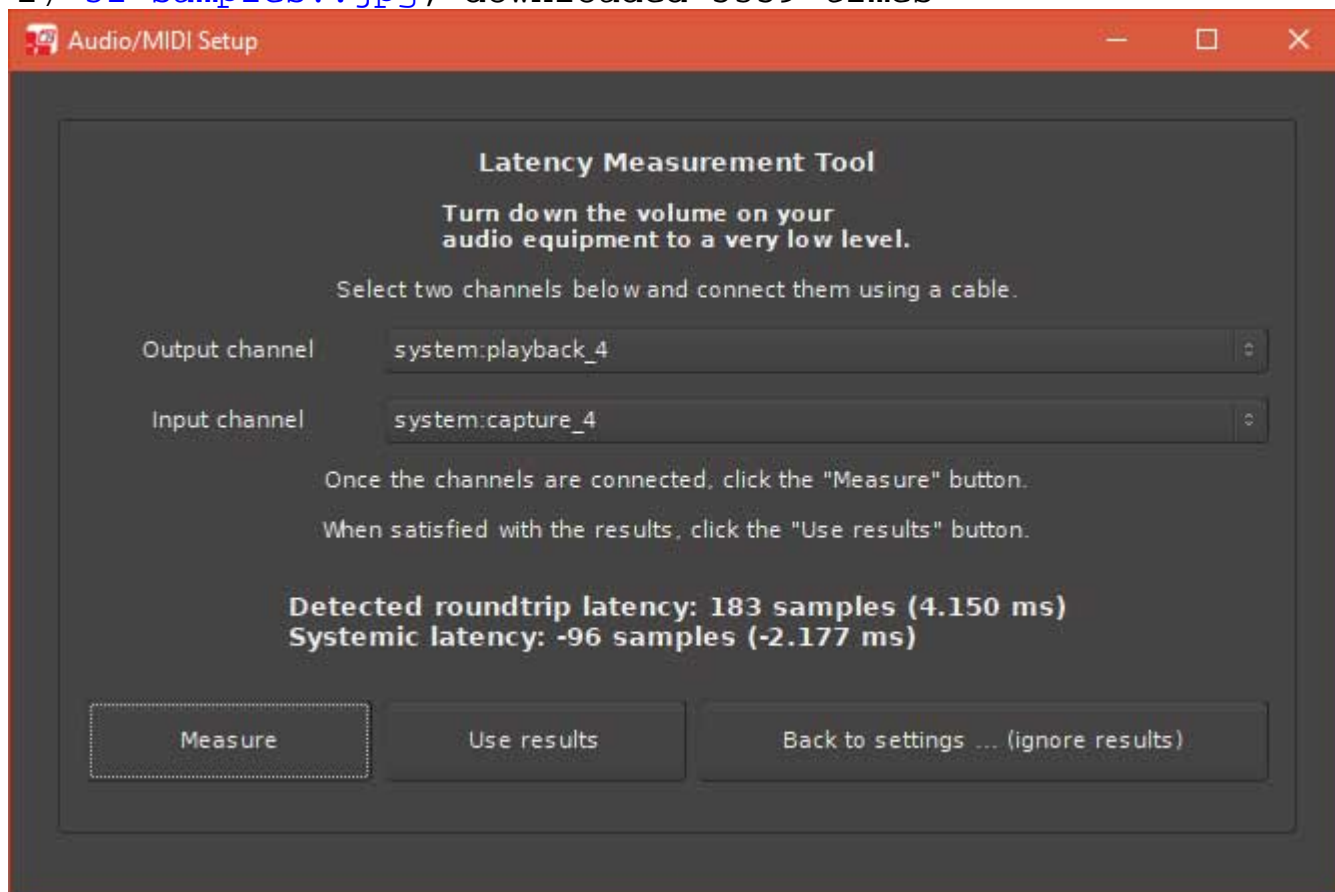 Audio/MIDI Setup
Latency Measurement Tool
Turn down the volume on your
audio equipment to a very low level.
Select two channels below and connect them using a cable.
Output channel system:playback_4
Input channel system:capture_4
Once the channels are connected, click the "Measure" button.
When satisfied with the results, click the "Use results" button.
Detected roundtrip latency: 183 samples (4.150 ms)
Systemic latency: -96 samples (-2.177 ms)
Measure Use results Back to settings ... (ignore results)